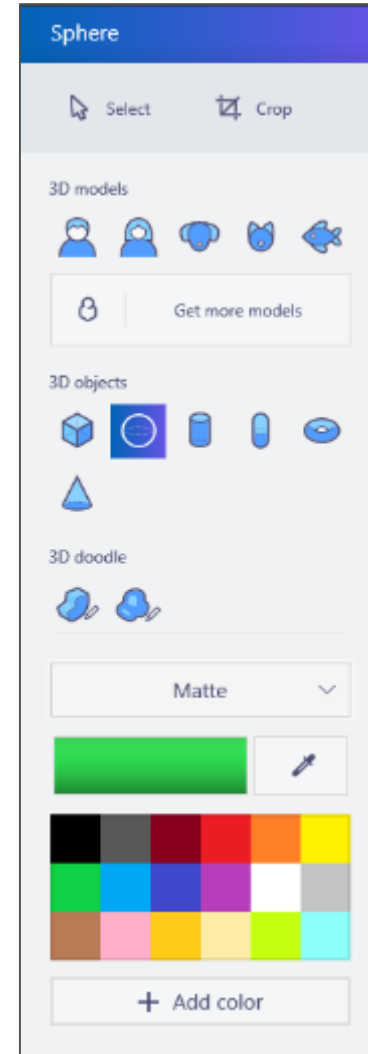 Sphere
Select Crop
3D models
Get more models
3D objects
3D doodle
Matte
Add color